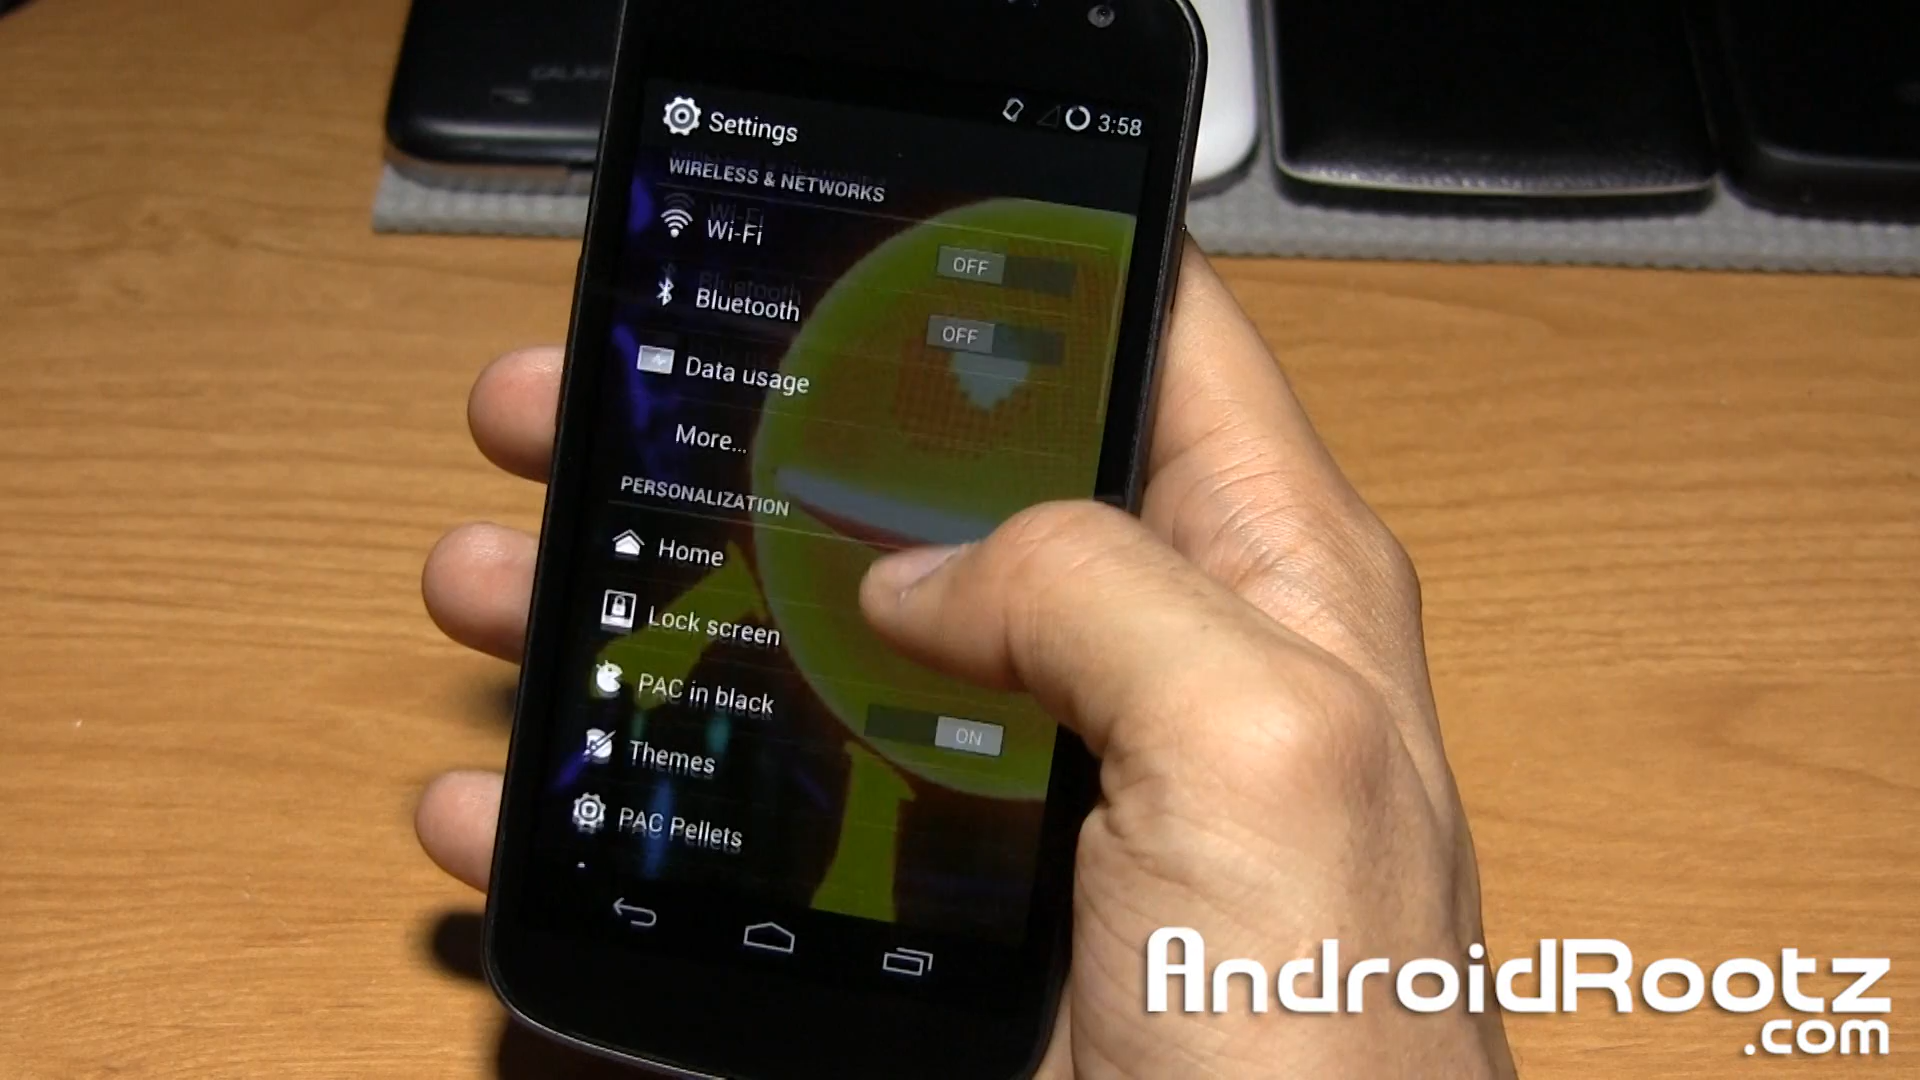 GALAXY
Settings
3:58
WIRELESS & NETWORKS
Wi-Fi
OFF
Bluetooth
OFF
Data usage
More...
PERSONALIZATION
Home
Lock screen
PAC in black
ON
Themes
PAC Pellets
AndroidRootz
.com